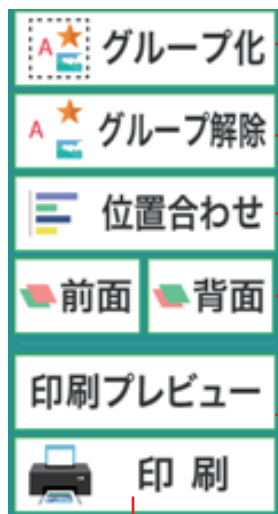 グループ化
グループ解除
位置合わせ
前面 背面
印刷プレビュー
印刷